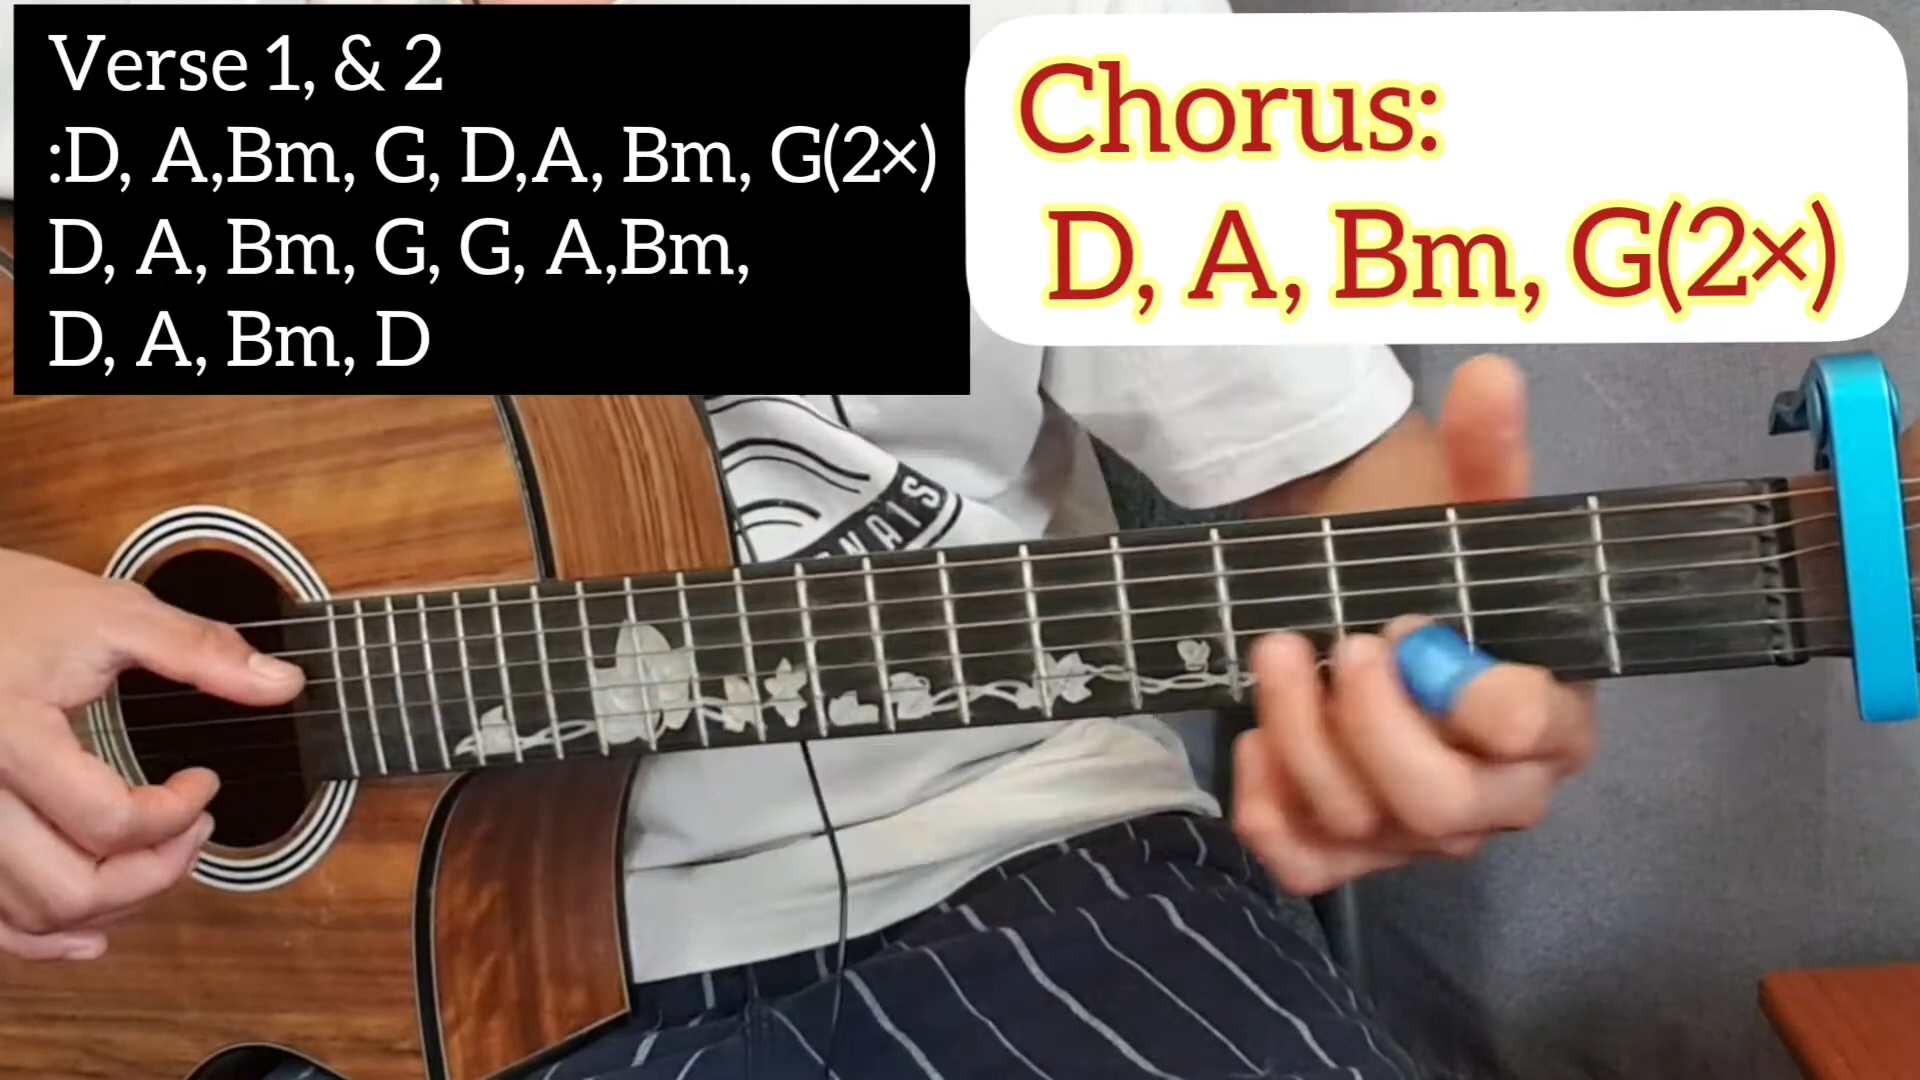 Verse 1, & 2
:D, A,Bm, G, D,A, Bm, G(2×)
D, A, Bm, G, G, A,Bm,
D, A, Bm, D
Chorus:
D, A, Bm, G(2×)